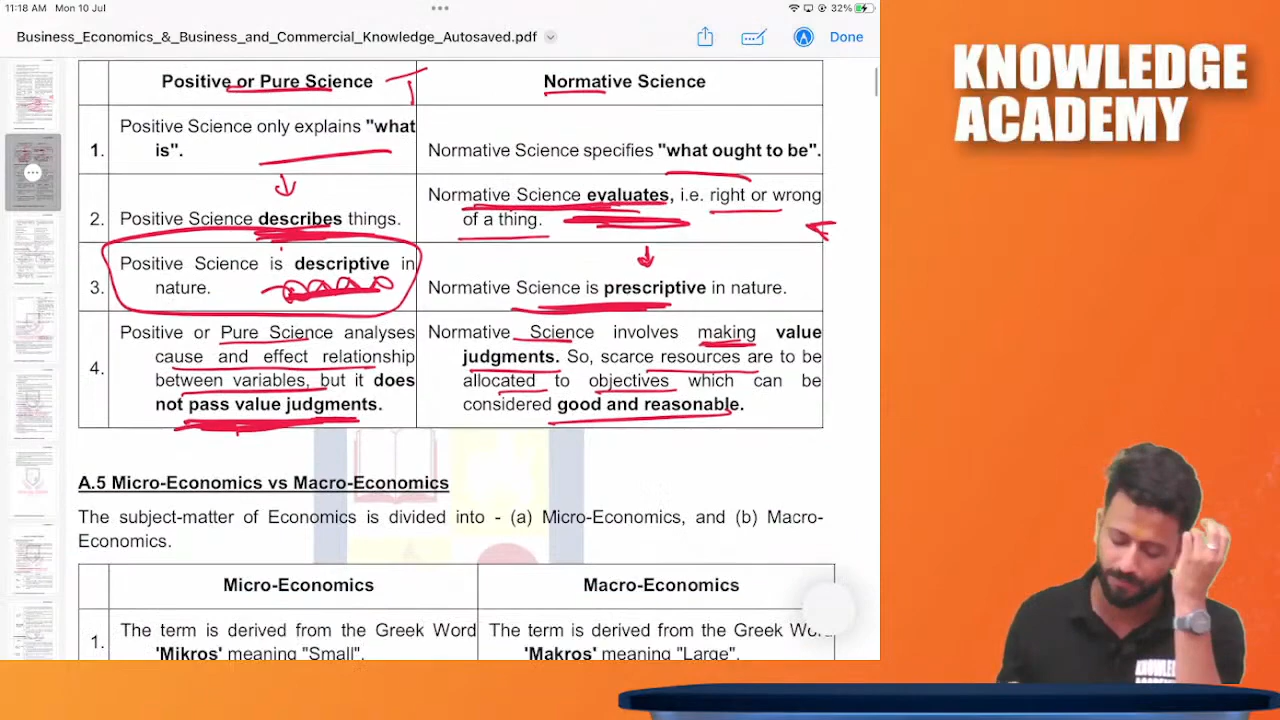 11:18 AM Mon 10 Jul
32%
Business_Economics_&_Business_and_Commercial_Knowledge_Autosaved.pdf
Done
KNOWLEDGE
ACADEMY
Positive or Pure Science
Normative Science
1.
Positive Science only explains "what
is".
Normative Science specifies "what ought to be".
2.
Positive Science describes things
Normative Science evaluates, i.e. right or wrong
a thing.
3.
Positive Science is descriptive in
nature.
Normative Science is prescriptive in nature.
4.
Positive or Pure Science analyses
cause and effect relationship
between variables, but it does
not pass value judgments.
Normative Science involves making value
judgments. So, scarce resources are to be
allocated to objectives which can be
considered good and reasonable.
A.5 Micro-Economics vs Macro-Economics
The subject-matter of Economics is divided into - (a) Micro-Economics, and (b) Macro-
Economics.
Micro-Economics
Macro-Economics
1
The term derived from the Greek Wo
meaning "Small".
The term derived from the Greek Wo
'Makros' meaning "Large".
KNOWLEDGE